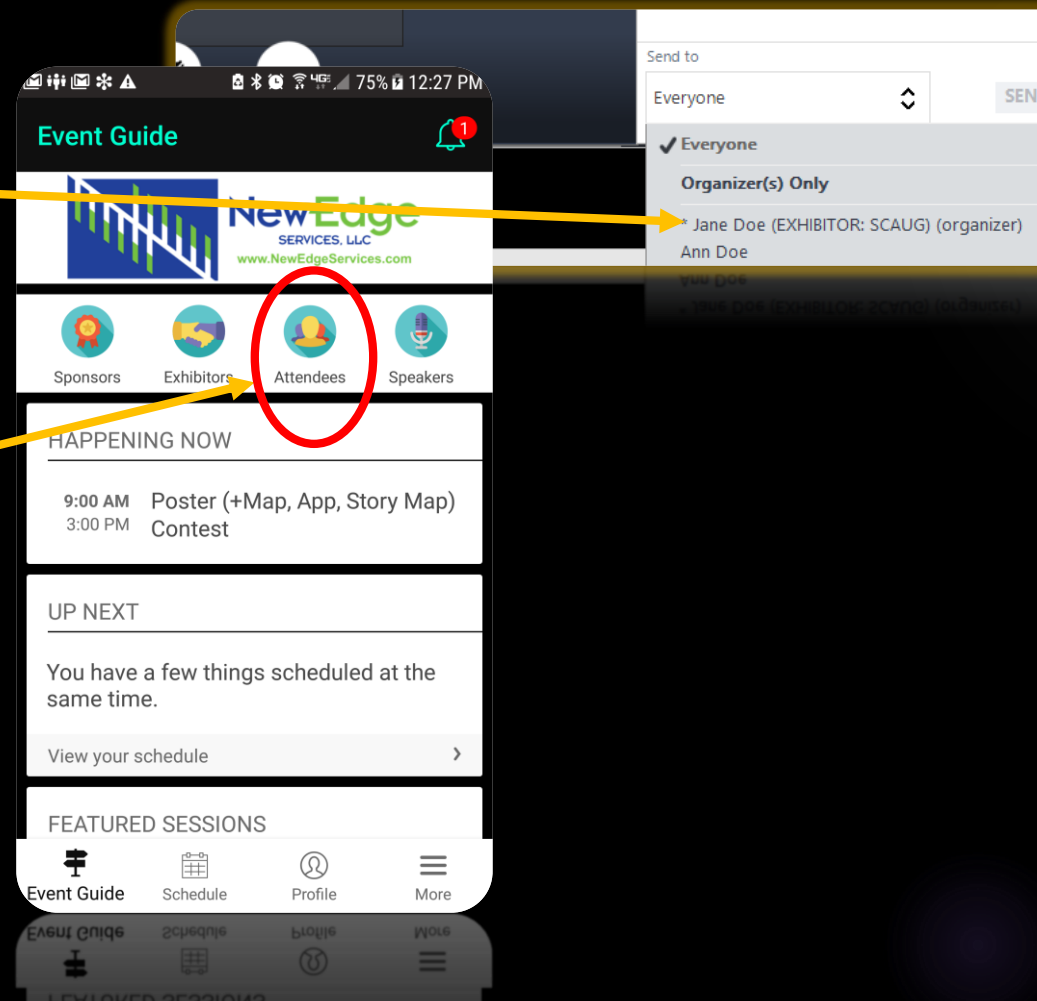 Send to
Everyone
SEN
Everyone
Organizer(s) Only
* Jane Doe (EXHIBITOR: SCAUG) (organizer)
Ann Doe
4G 75% 12:27 PM
Event Guide
1
NewEdge
SERVICES, LLC
www.NewEdgeServices.com
Sponsors Exhibitors Attendees Speakers
HAPPENING NOW
9:00 AM Poster (+Map, App, Story Map)
3:00 PM Contest
UP NEXT
You have a few things scheduled at the
same time.
View your schedule
FEATURED SESSIONS
Event Guide Schedule Profile More